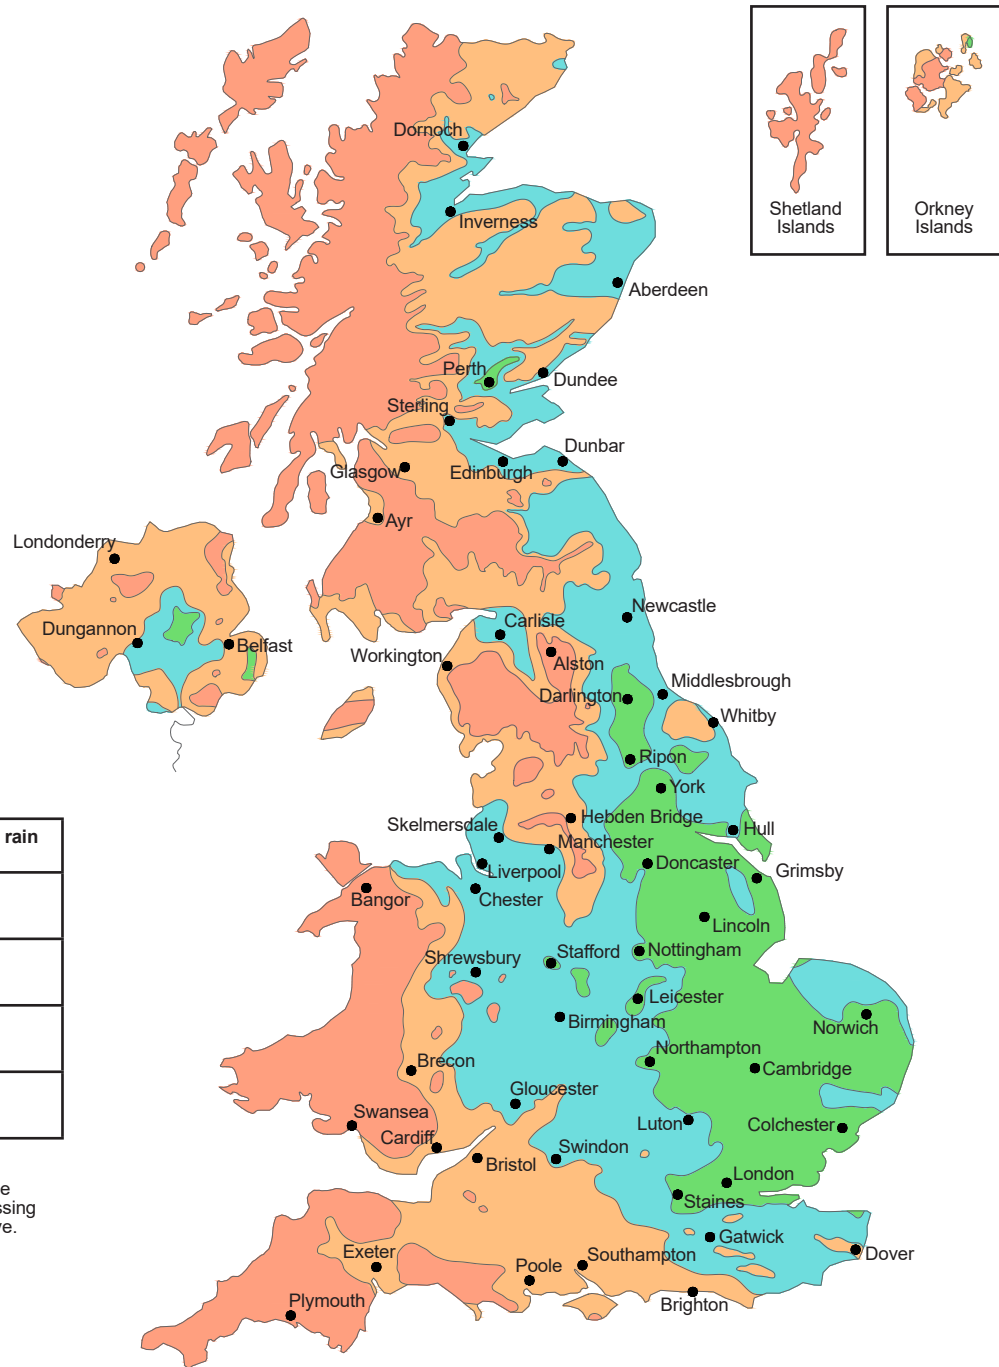 Shetland
Islands
Orkney
Islands
Dornoch
Inverness
Aberdeen
Perth
Dundee
Sterling
Dunbar
Glasgow
Edinburgh
Ayr
Londonderry
Newcastle
Carlisle
Dungannon
Belfast
Workington
Alston
Middlesbrough
Darlington
Whitby
Ripon
York
Hebden Bridge
Skelmersdale
Hull
rain
Manchester
Doncaster
Liverpool
Grimsby
Bangor
Chester
Lincoln
Nottingham
Stafford
Shrewsbury
Leicester
Birmingham
Norwich
Northampton
Brecon
Cambridge
Gloucester
Swansea
Luton
Colchester
Cardiff
Swindon
Bristol
London
e
ssing
ve.
Staines
Gatwick
Exeter
Southampton
Dover
Poole
Plymouth
Brighton